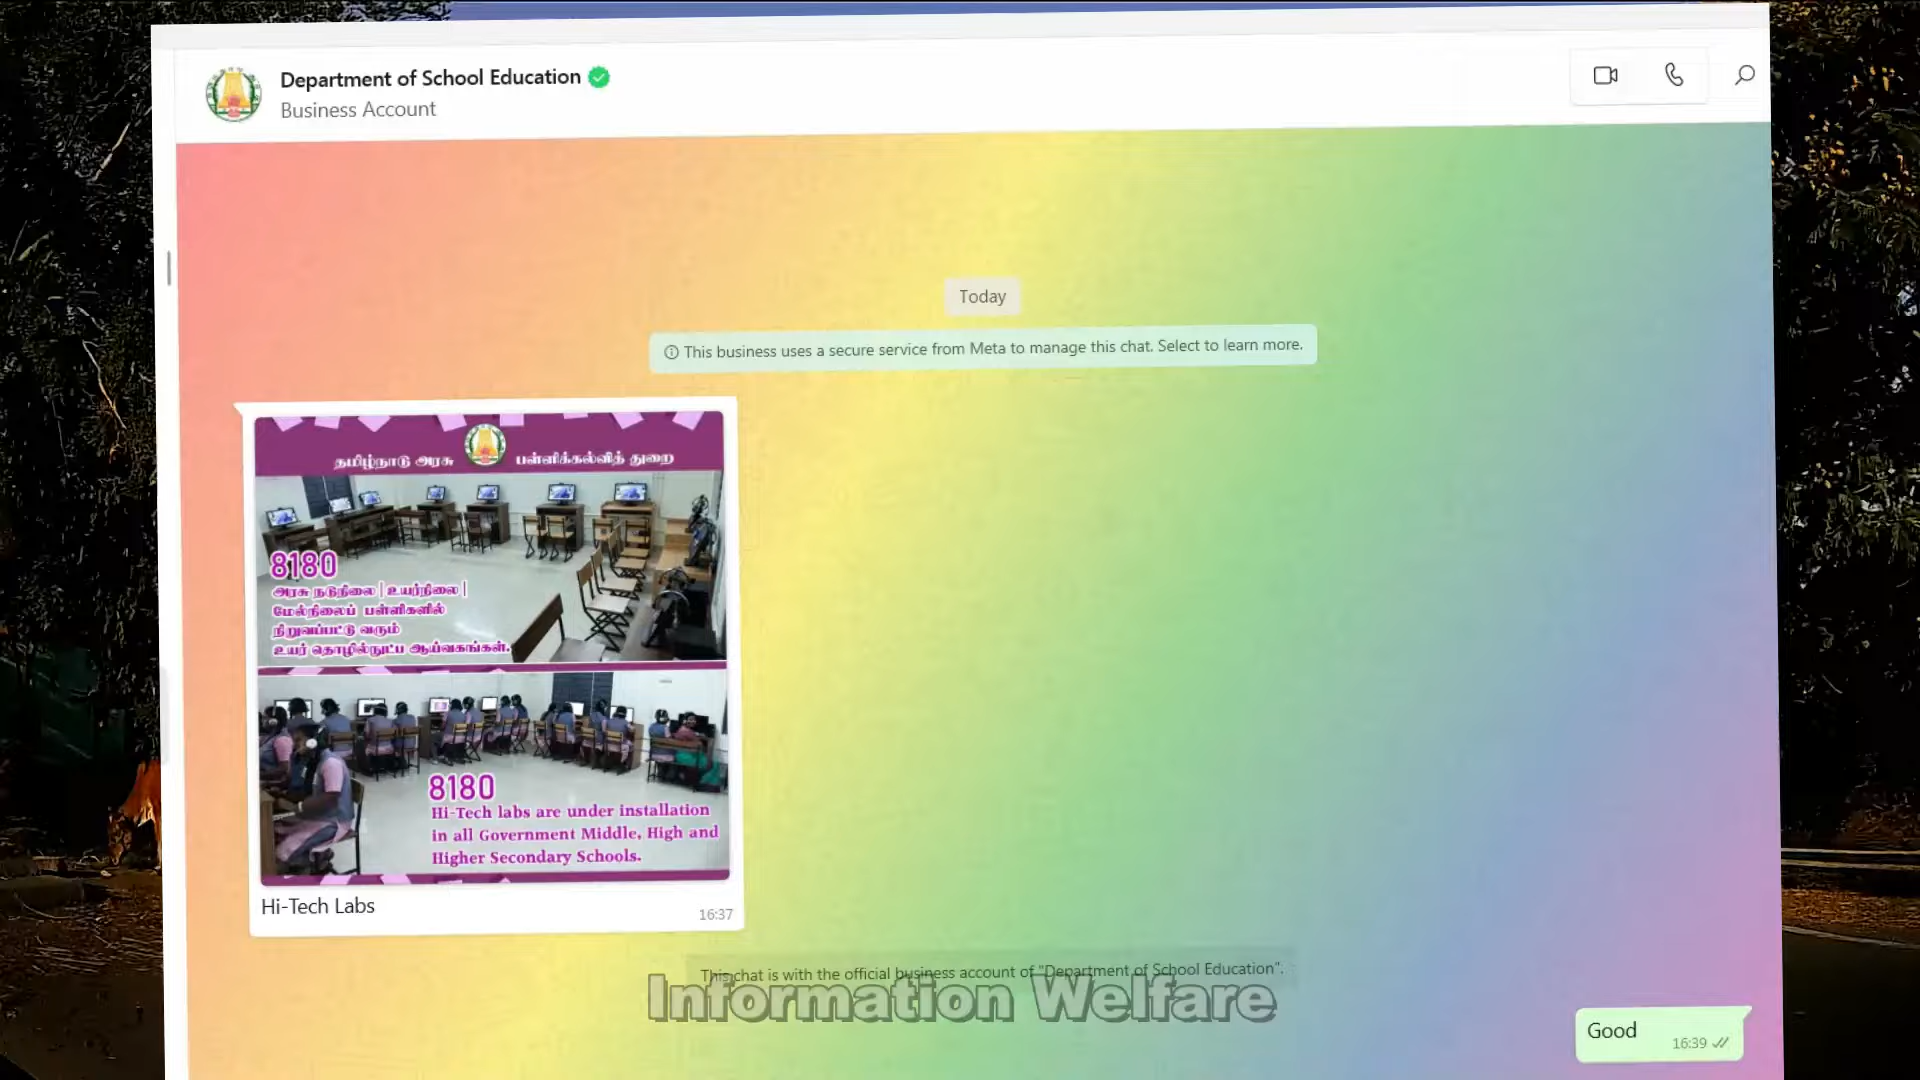 Department of School Education
Business Account
Today
This business uses a secure service from Meta to manage this chat. Select to learn more.
தமிழ்நாடு அரசு பள்ளிக்கல்வித் துறை
8180
அரசு நடுநிலை | உயர்நிலை |
மேல்நிலைப் பள்ளிகளில்
நிறுவப்பட்டு வரும்
உயர் தொழில்நுட்ப ஆய்வகங்கள்.
8180
Hi-Tech labs are under installation
in all Government Middle, High and
Higher Secondary Schools.
Hi-Tech Labs
16:37
This chat is with the official business account of "Department of School Education".
Information Welfare
Good
16:39